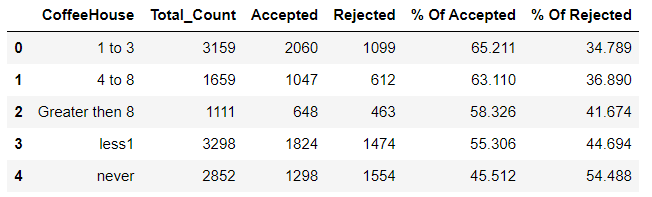 CoffeeHouse Total_Count Accepted Rejected % Of Accepted % Of Rejected
0 1 to 3 3159 2060 1099 65.211 34.789
1 4 to 8 1659 1047 612 63.110 36.890
2 Greater then 8 1111 648 463 58.326 41.674
3 less1 3298 1824 1474 55.306 44.694
4 never 2852 1298 1554 45.512 54.488